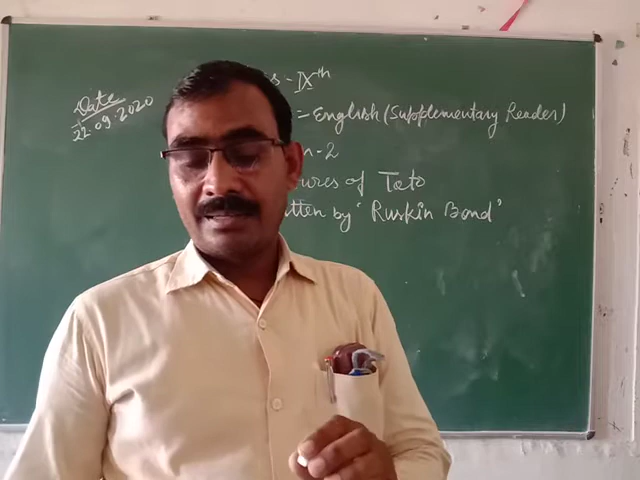 Date
22.09.2020
IXth
= English (Supplementary Reader)
2
of Toto
by 'Ruskin Bond'